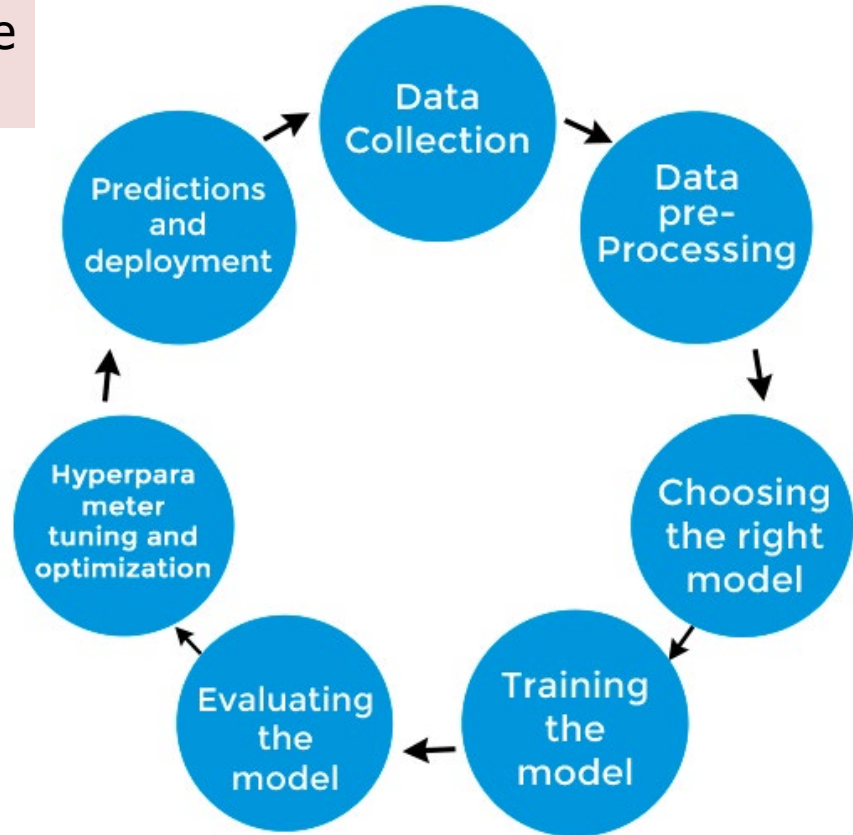 e
Data
Collection
Data
pre-
Processing
Choosing
the right
model
Training
the
model
Evaluating
the
model
Hyperpara
meter
tuning and
optimization
Predictions
and
deployment